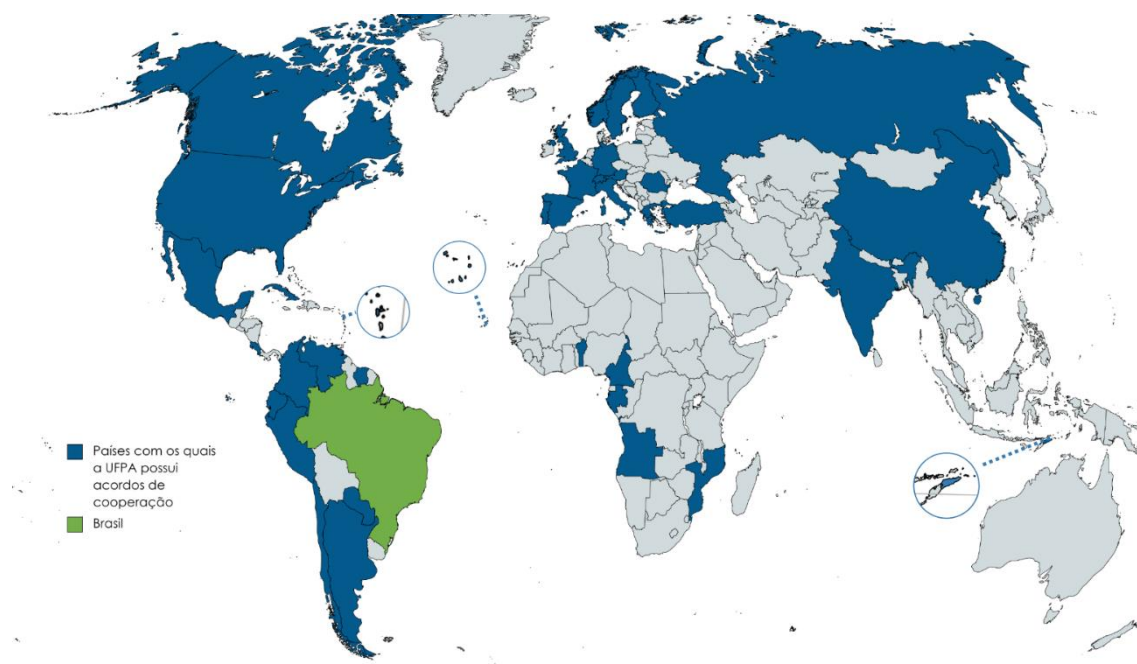 Países com os quais
a UFPA possui
acordos de
cooperação
Brasil